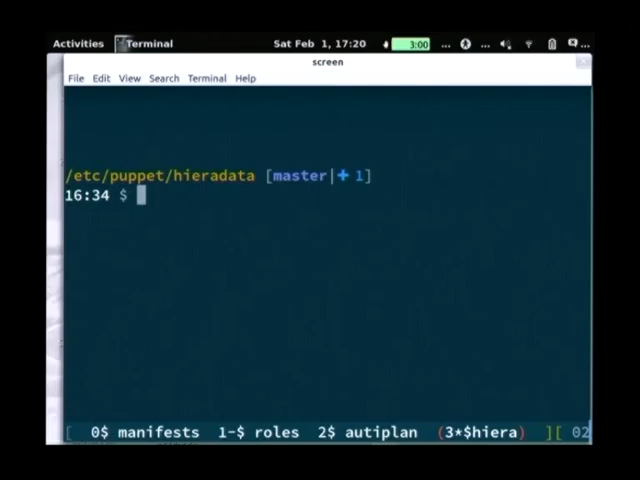 Activities Terminal Sat Feb 1, 17:20 3:00 ... ... ...
screen
File Edit View Search Terminal Help
/etc/puppet/hieradata [master|✚ 1]
16:34 $
[ 0$ manifests 1-$ roles 2$ autiplan (3*$hiera) ][ 02